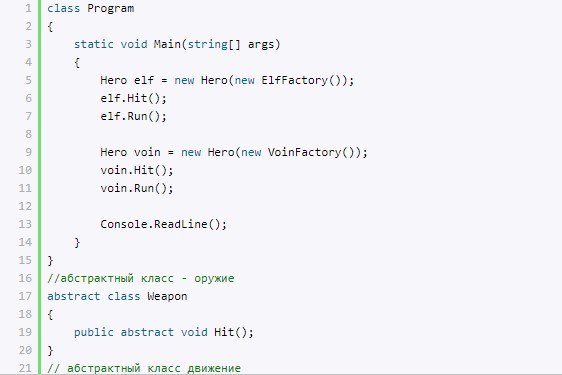 1 class Program
2 {
3     static void Main(string[] args)
4     {
5         Hero elf = new Hero(new ElfFactory());
6         elf.Hit();
7         elf.Run();
8
9         Hero voin = new Hero(new VoinFactory());
10         voin.Hit();
11         voin.Run();
12
13         Console.ReadLine();
14     }
15 }
16 //абстрактный класс - оружие
17 abstract class Weapon
18 {
19     public abstract void Hit();
20 }
21 // абстрактный класс движение